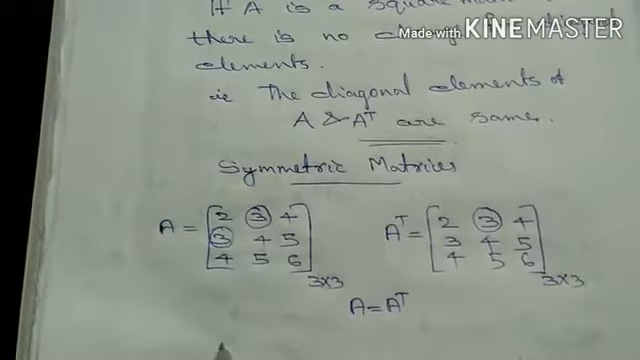 If A is a square
Made with KINEMASTER
there is no
elements.
ie The diagonal elements of
A & Aᵀ are same.
Symmetric Matrices
A = [2 3 4
3 4 5
4 5 6] 3×3
Aᵀ = [2 3 4
3 4 5
4 5 6] 3×3
A = Aᵀ